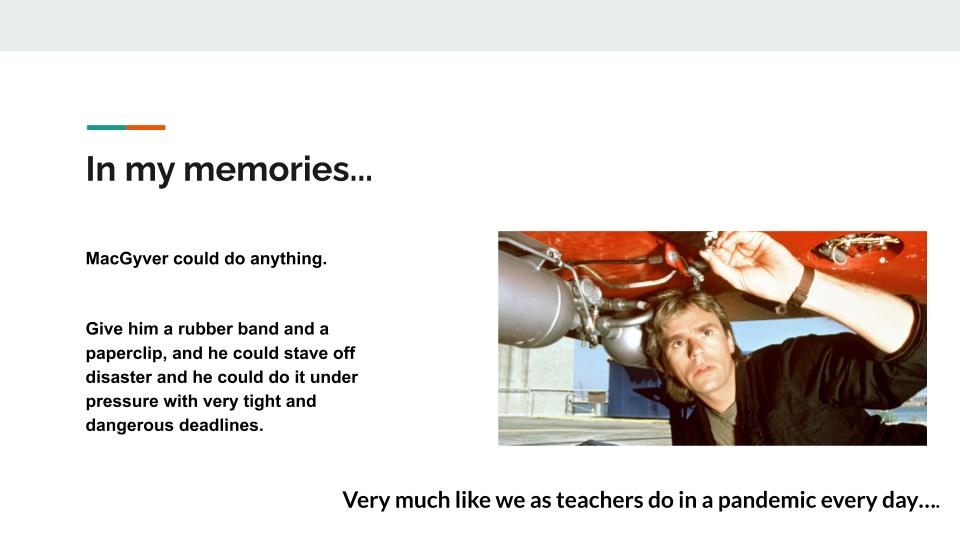 In my memories...
MacGyver could do anything.
Give him a rubber band and a
paperclip, and he could stave off
disaster and he could do it under
pressure with very tight and
dangerous deadlines.
Very much like we as teachers do in a pandemic every day....